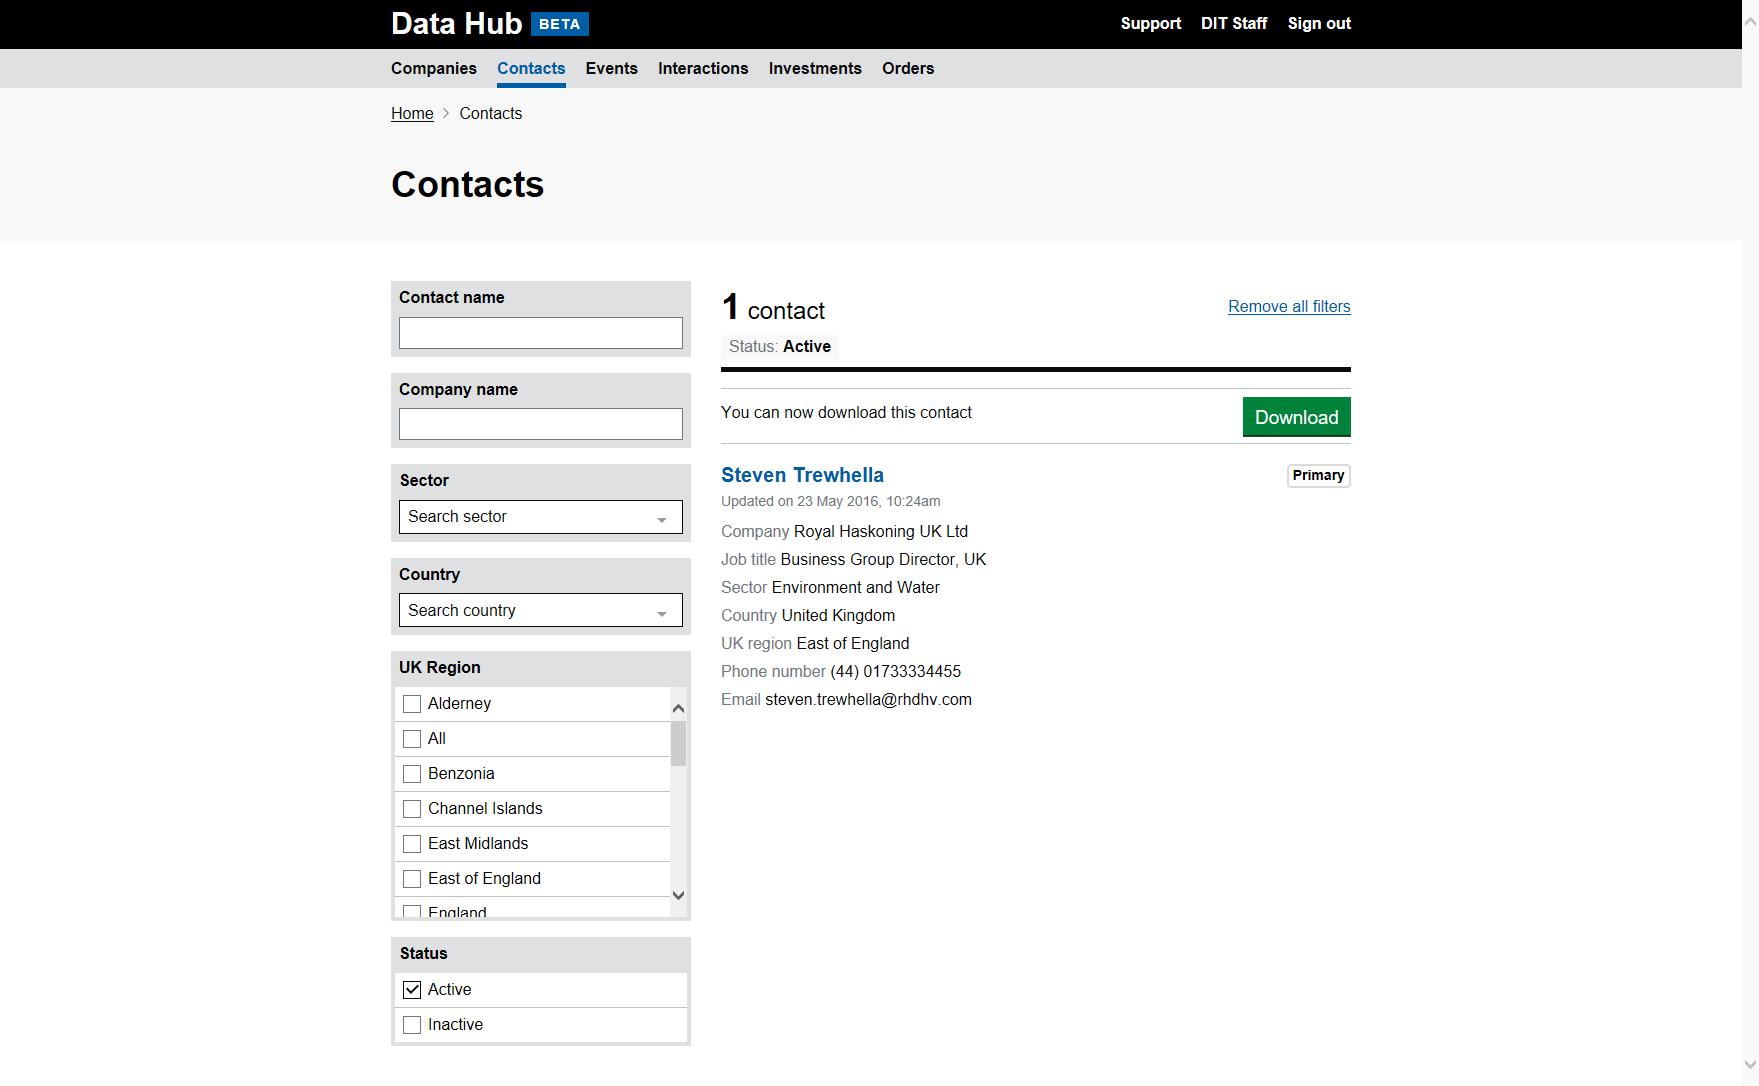 Data Hub BETA
Support DIT Staff Sign out
Companies Contacts Events Interactions Investments Orders
Home Contacts
Contacts
Contact name
Company name
Sector
Search sector
Country
Search country
UK Region
Alderney
All
Benzonia
Channel Islands
East Midlands
East of England
England
Status
Active
Inactive
1 contact
Remove all filters
Status: Active
You can now download this contact
Download
Steven Trewhella
Primary
Updated on 23 May 2016, 10:24am
Company Royal Haskoning UK Ltd
Job title Business Group Director, UK
Sector Environment and Water
Country United Kingdom
UK region East of England
Phone number (44) 01733334455
Email steven.trewhella@rhdhv.com